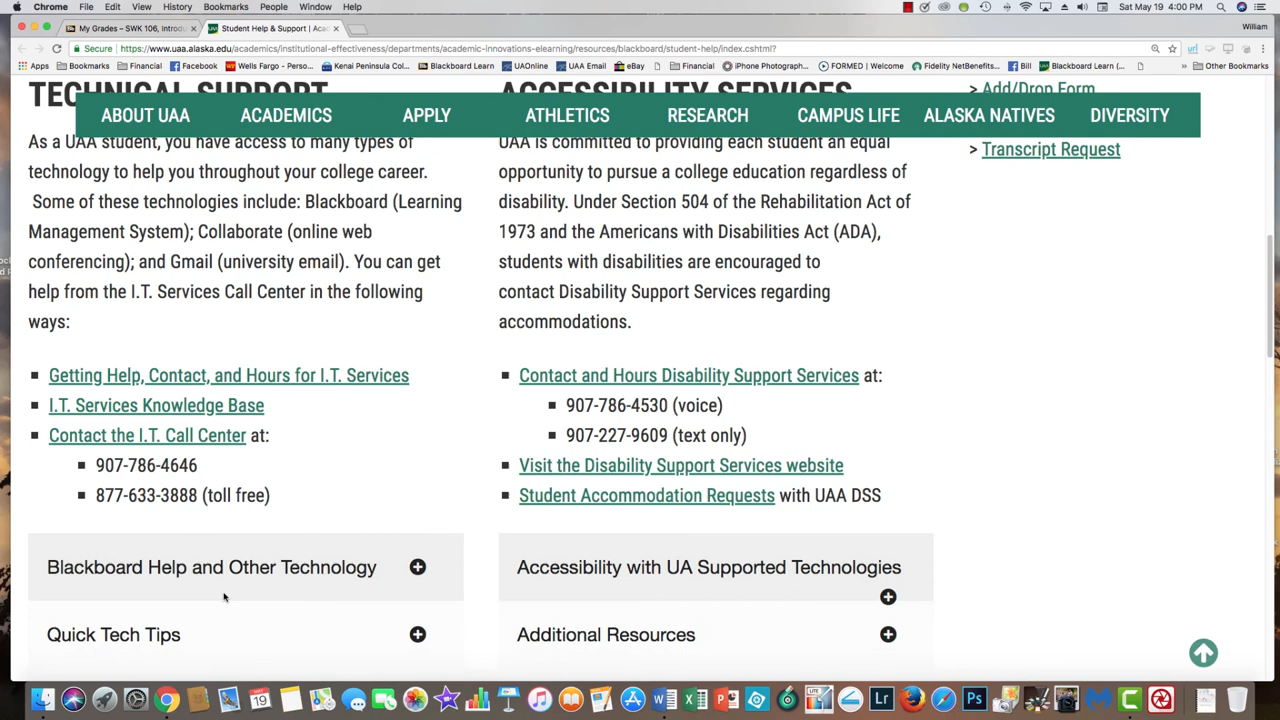 Chrome File Edit View History Bookmarks People Window Help
Sat May 19 4:00 PM
My Grades – SWK 106, Introdu
Student Help & Support | Aca
William
Secure https://www.uaa.alaska.edu/academics/institutional-effectiveness/departments/academic-innovations-elearning/resources/blackboard/student-help/index.cshtml?
Apps Bookmarks Financial Facebook Wells Fargo - Perso... Kenai Peninsula Col... Blackboard Learn UAOnline UAA Email eBay Financial iPhone Photograph... FORMED | Welcome Fidelity NetBenefits... Bill Blackboard Learn (... » Other Bookmarks
TECHNICAL SUPPORT
ACCESSIBILITY SERVICES
> Add/Drop Form
ABOUT UAA ACADEMICS APPLY ATHLETICS RESEARCH CAMPUS LIFE ALASKA NATIVES DIVERSITY
> Transcript Request
As a UAA student, you have access to many types of
technology to help you throughout your college career.
Some of these technologies include: Blackboard (Learning
Management System); Collaborate (online web
conferencing); and Gmail (university email). You can get
help from the I.T. Services Call Center in the following
ways:
Getting Help, Contact, and Hours for I.T. Services
I.T. Services Knowledge Base
Contact the I.T. Call Center at:
907-786-4646
877-633-3888 (toll free)
Blackboard Help and Other Technology
Quick Tech Tips
UAA is committed to providing each student an equal
opportunity to pursue a college education regardless of
disability. Under Section 504 of the Rehabilitation Act of
1973 and the Americans with Disabilities Act (ADA),
students with disabilities are encouraged to
contact Disability Support Services regarding
accommodations.
Contact and Hours Disability Support Services at:
907-786-4530 (voice)
907-227-9609 (text only)
Visit the Disability Support Services website
Student Accommodation Requests with UAA DSS
Accessibility with UA Supported Technologies
Additional Resources